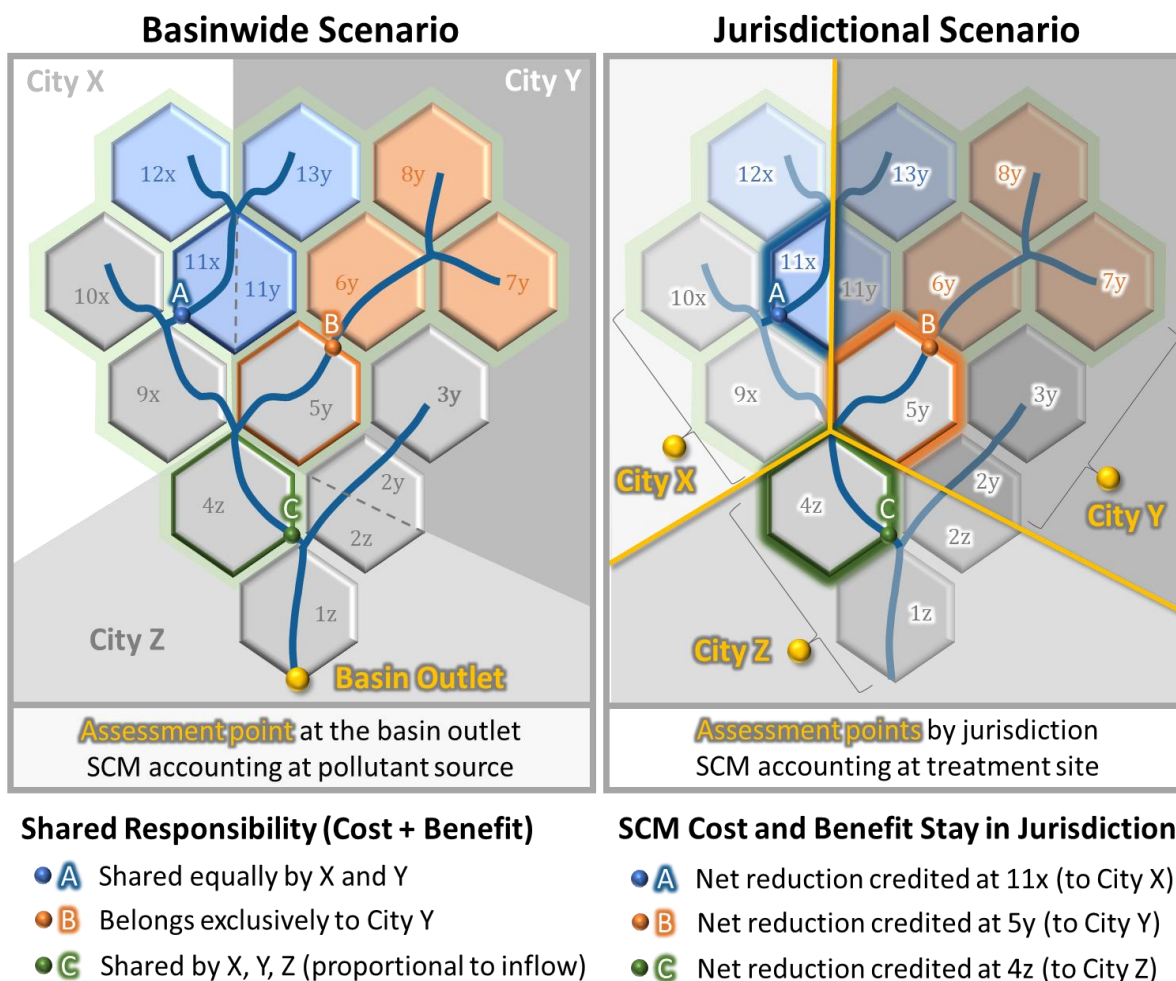 Basinwide Scenario
City X
City Y
12x
13y
8y
11x
A
11y
10x
6y
7y
B
9x
5y
3y
4z
C
2y
2z
1z
City Z
Basin Outlet
Assessment point at the basin outlet
SCM accounting at pollutant source
Shared Responsibility (Cost + Benefit)
A Shared equally by X and Y
B Belongs exclusively to City Y
C Shared by X, Y, Z (proportional to inflow)
Jurisdictional Scenario
12x
13y
8y
11x
A
11y
10x
6y
7y
B
9x
5y
3y
City X
4z
C
2y
2z
City Y
1z
City Z
Assessment points by jurisdiction
SCM accounting at treatment site
SCM Cost and Benefit Stay in Jurisdiction
A Net reduction credited at 11x (to City X)
B Net reduction credited at 5y (to City Y)
C Net reduction credited at 4z (to City Z)